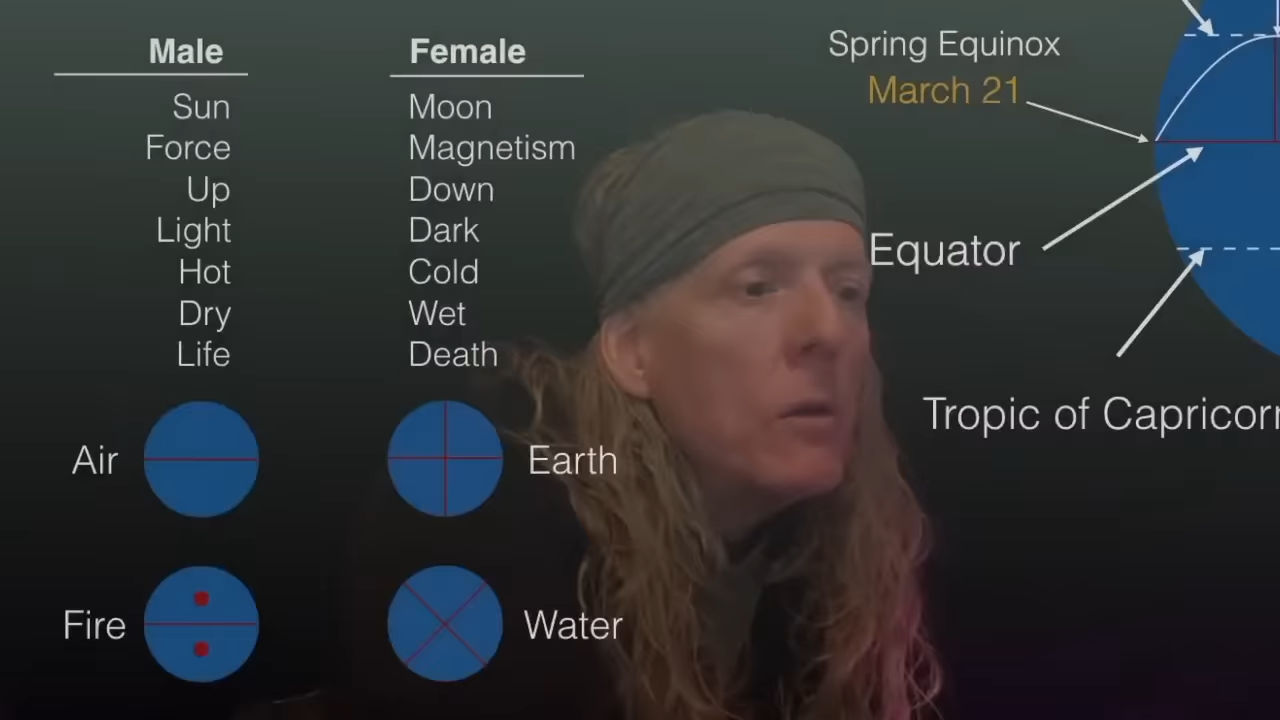 Male
Female
Sun
Moon
Force
Magnetism
Up
Down
Light
Dark
Hot
Cold
Dry
Wet
Life
Death
Air
Earth
Fire
Water
Spring Equinox
March 21
Equator
Tropic of Capricorn